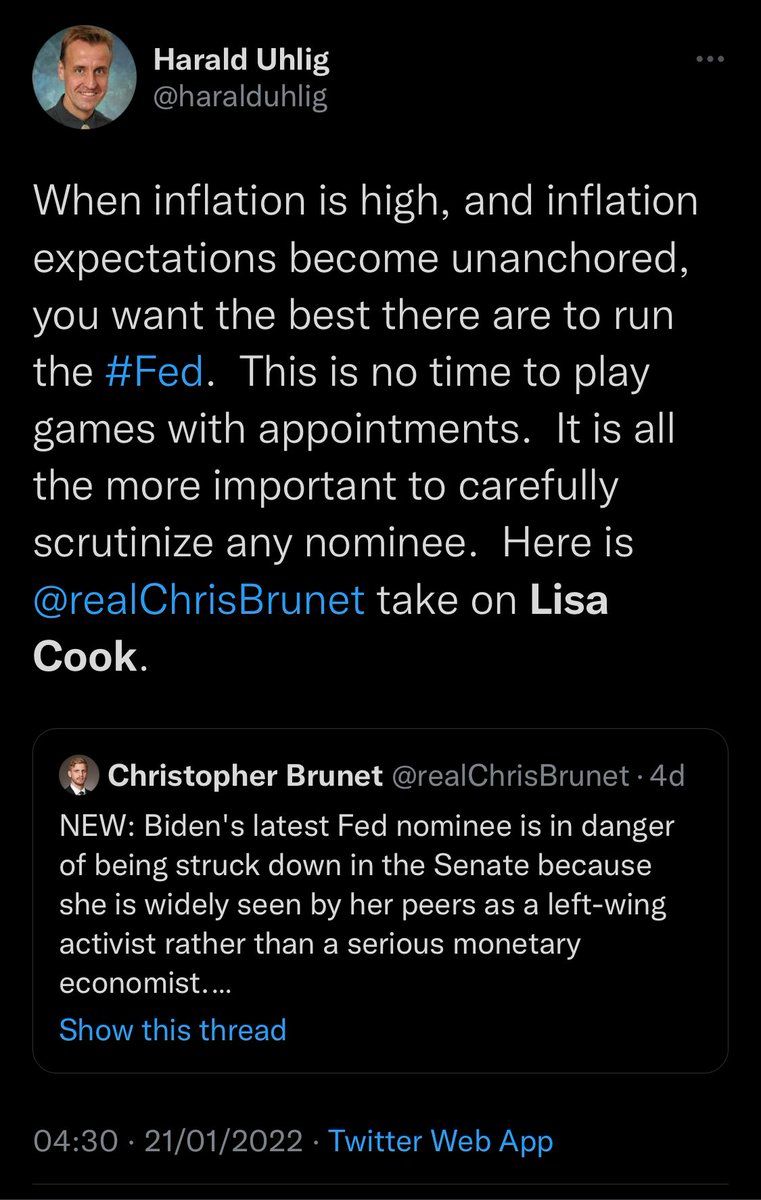 Harald Uhlig
@haralduhlig
When inflation is high, and inflation
expectations become unanchored,
you want the best there are to run
the #Fed.  This is no time to play
games with appointments.  It is all
the more important to carefully
scrutinize any nominee.  Here is
@realChrisBrunet take on Lisa
Cook.
Christopher Brunet @realChrisBrunet · 4d
NEW: Biden's latest Fed nominee is in danger
of being struck down in the Senate because
she is widely seen by her peers as a left-wing
activist rather than a serious monetary
economist.…
Show this thread
04:30 · 21/01/2022 · Twitter Web App